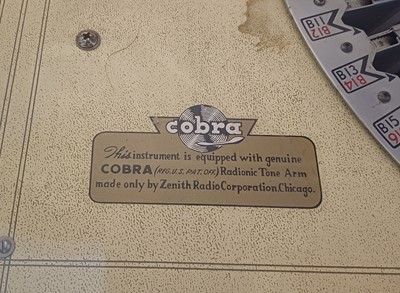 B11
B12
B13
B14
B15
cobra
This instrument is equipped with genuine
COBRA (REG. U.S. PAT. OFF.) Radionic Tone Arm
made only by Zenith Radio Corporation, Chicago.